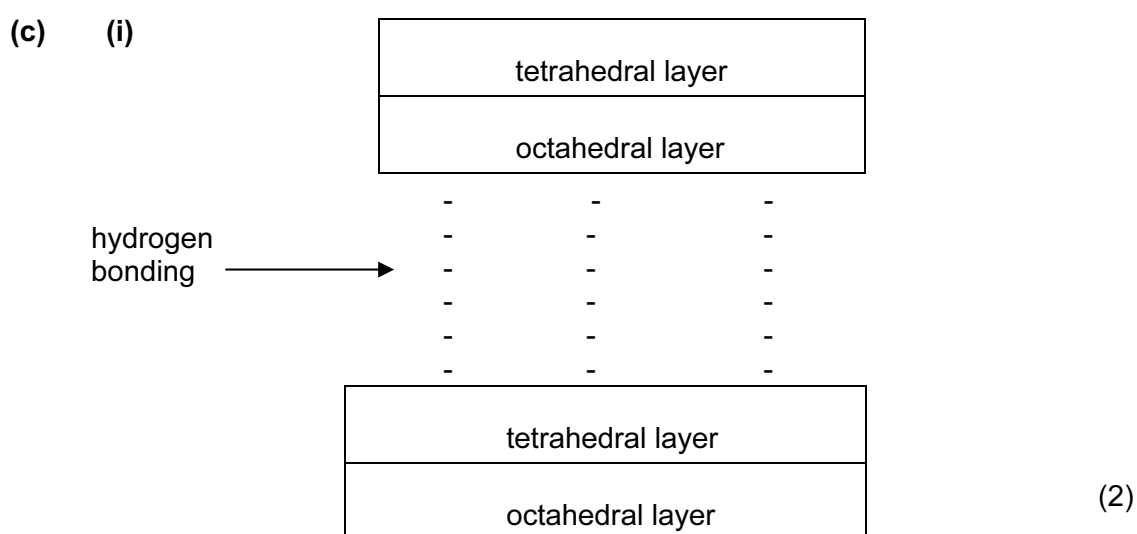 (c) (i)
tetrahedral layer
octahedral layer
- - -
- - -
hydrogen
bonding
- - -
- - -
- - -
- - -
tetrahedral layer
octahedral layer
(2)